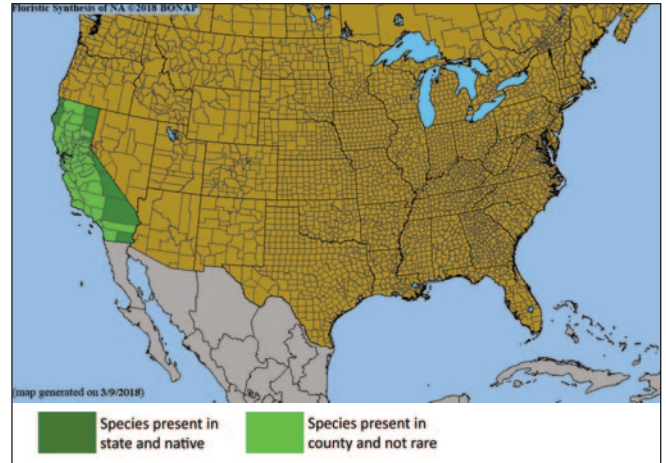 Floristic Synthesis of NA ©2018 BONAP
(map generated on 3/9/2018)
Species present in
state and native
Species present in
county and not rare